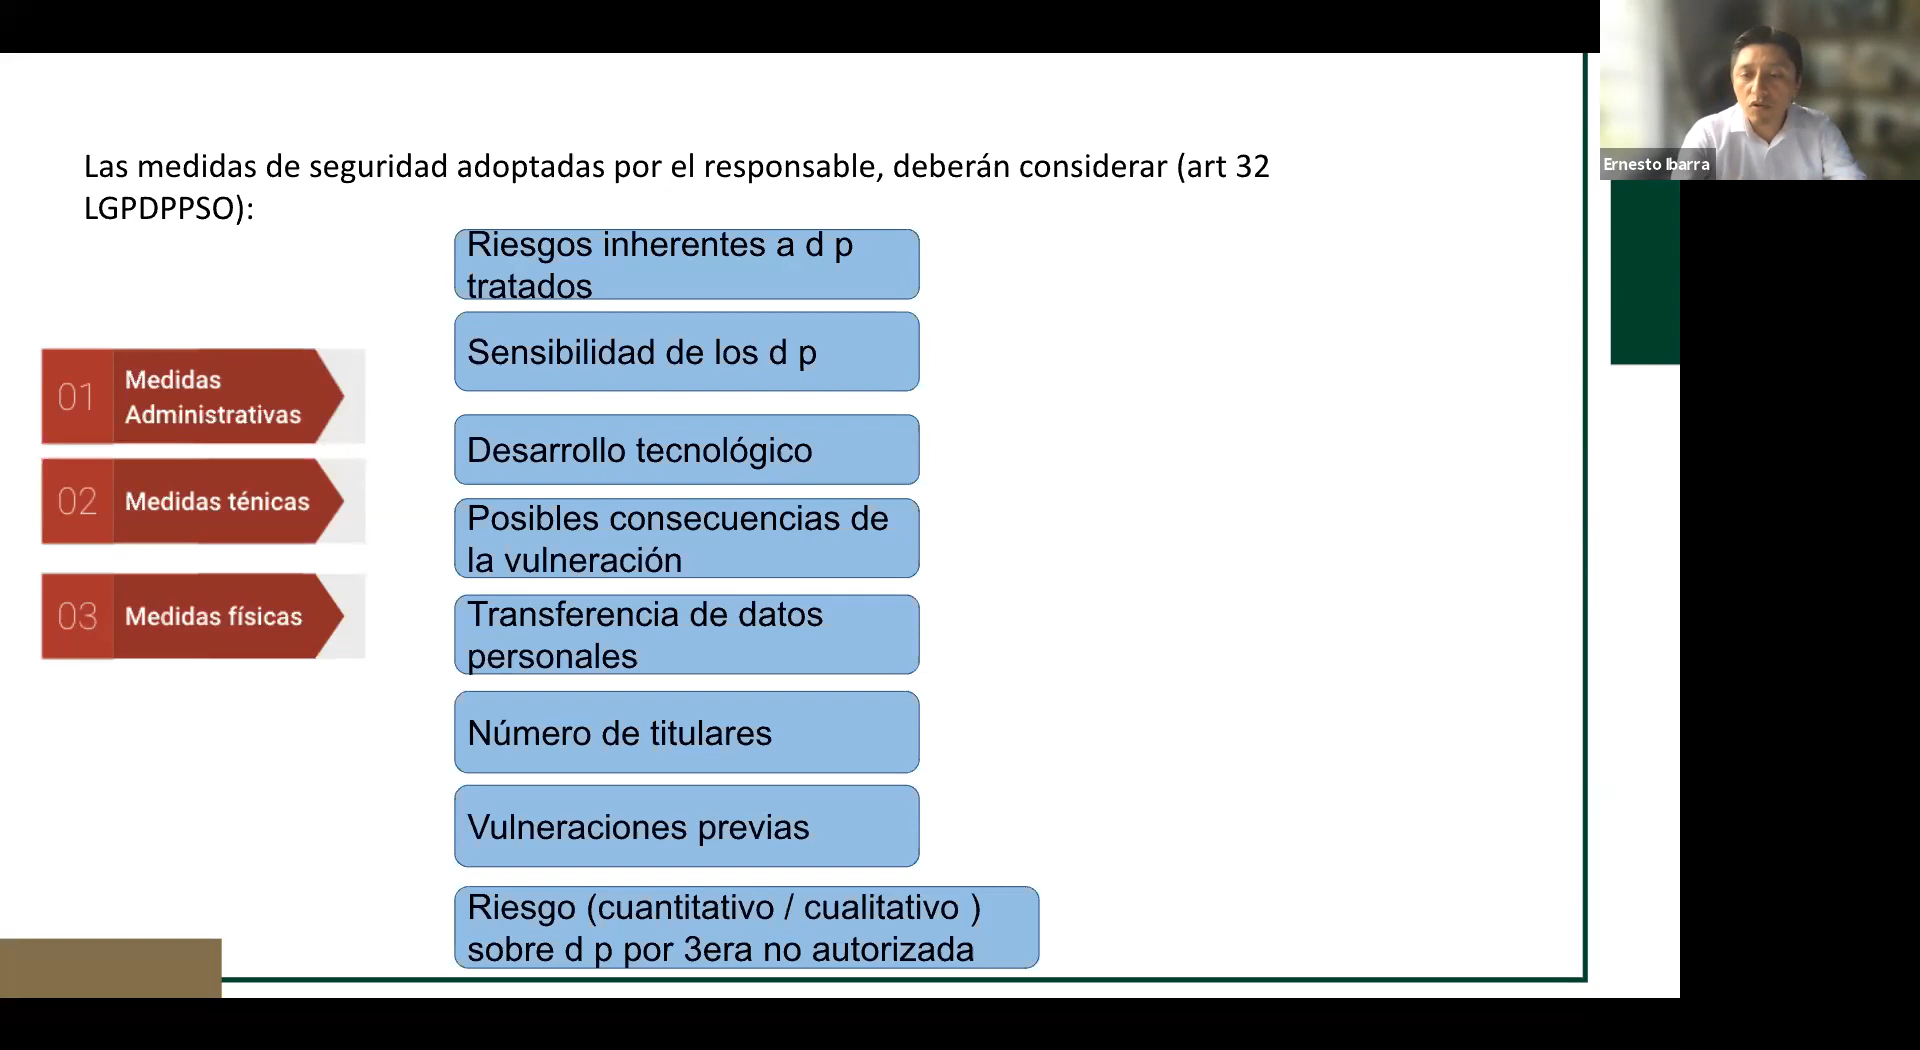 Las medidas de seguridad adoptadas por el responsable, deberán considerar (art 32
LGPDPPSO):
01
Medidas
Administrativas
02
Medidas ténicas
03
Medidas físicas
Riesgos inherentes a d p
tratados
Sensibilidad de los d p
Desarrollo tecnológico
Posibles consecuencias de
la vulneración
Transferencia de datos
personales
Número de titulares
Vulneraciones previas
Riesgo (cuantitativo / cualitativo )
sobre d p por 3era no autorizada
Ernesto Ibarra